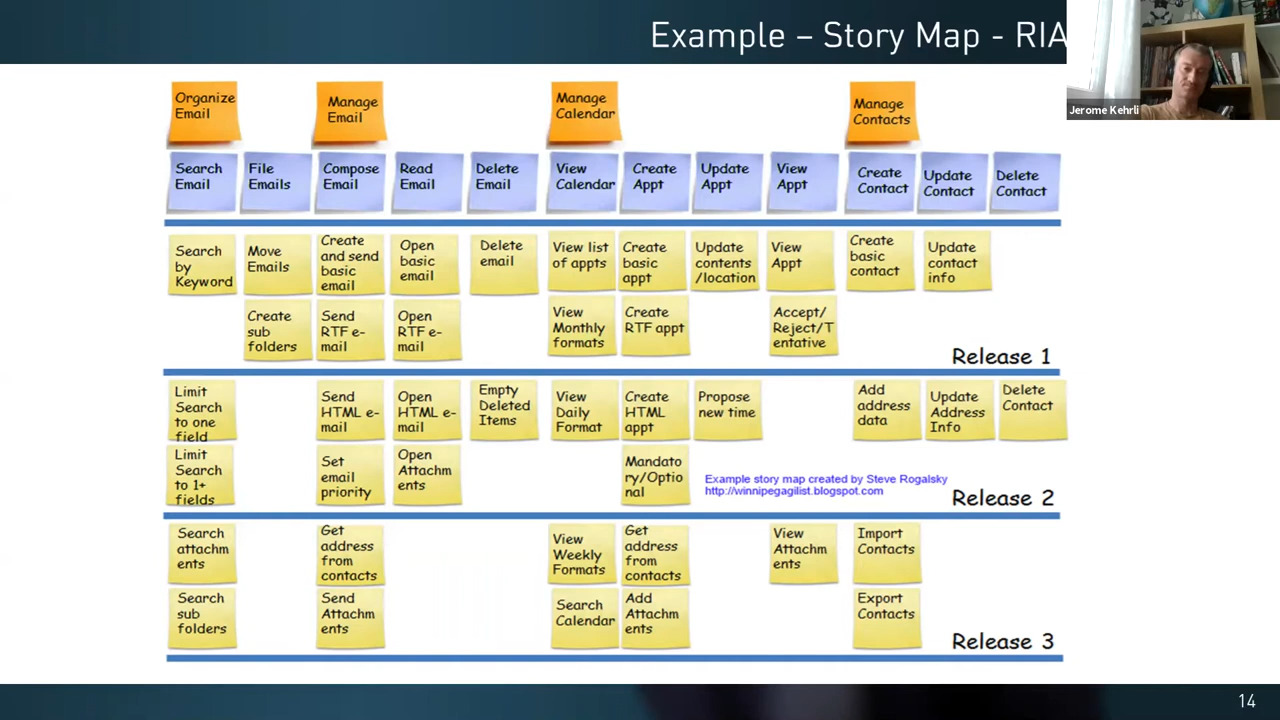 Example – Story Map - RIA
Jerome Kehrli
Organize
Email
Manage
Email
Manage
Calendar
Manage
Contacts
Search
Email
File
Emails
Compose
Email
Read
Email
Delete
Email
View
Calendar
Create
Appt
Update
Appt
View
Appt
Create
Contact
Update
Contact
Delete
Contact
Search
by
Keyword
Move
Emails
Create
and send
basic
email
Open
basic
email
Delete
email
View list
of appts
Create
basic
appt
Update
contents
/location
View
Appt
Create
basic
contact
Update
contact
info
Create
sub
folders
Send
RTF e-
mail
Open
RTF e-
mail
View
Monthly
formats
Create
RTF appt
Accept/
Reject/T
entative
Release 1
Limit
Search
to one
field
Send
HTML e-
mail
Open
HTML e-
mail
Empty
Deleted
Items
View
Daily
Format
Create
HTML
appt
Propose
new time
Add
address
data
Update
Address
Info
Delete
Contact
Limit
Search
to 1+
fields
Set
email
priority
Open
Attachm
ents
Mandato
ry/Optio
nal
Example story map created by Steve Rogalsky
http://winnipegagilist.blogspot.com
Release 2
Search
attachm
ents
Get
address
from
contacts
View
Weekly
Formats
Get
address
from
contacts
View
Attachm
ents
Import
Contacts
Search
sub
folders
Send
Attachm
ents
Search
Calendar
Add
Attachm
ents
Export
Contacts
Release 3
14